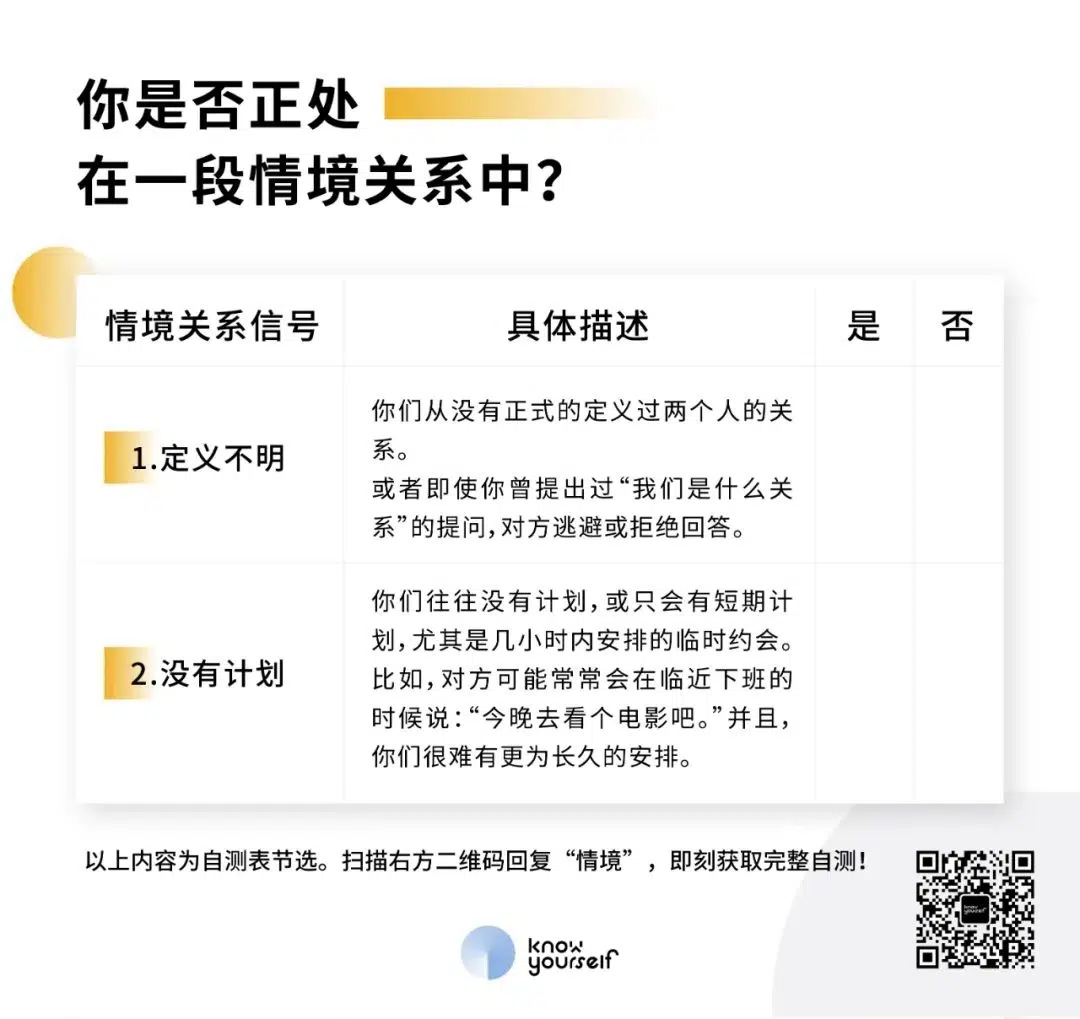 你是否正处
在一段情境关系中？
情境关系信号
具体描述
是
否
1.定义不明
你们从没有正式的定义过两个人的关
系。
或者即使你曾提出过“我们是什么关
系”的提问，对方逃避或拒绝回答。
2.没有计划
你们往往没有计划，或只会有短期计
划，尤其是几小时内安排的临时约会。
比如，对方可能常常会在临近下班的
时候说：“今晚去看个电影吧。”并且，
你们很难有更为长久的安排。
以上内容为自测表节选。扫描右方二维码回复“情境”，即刻获取完整自测！
know
yourself
know
yourself